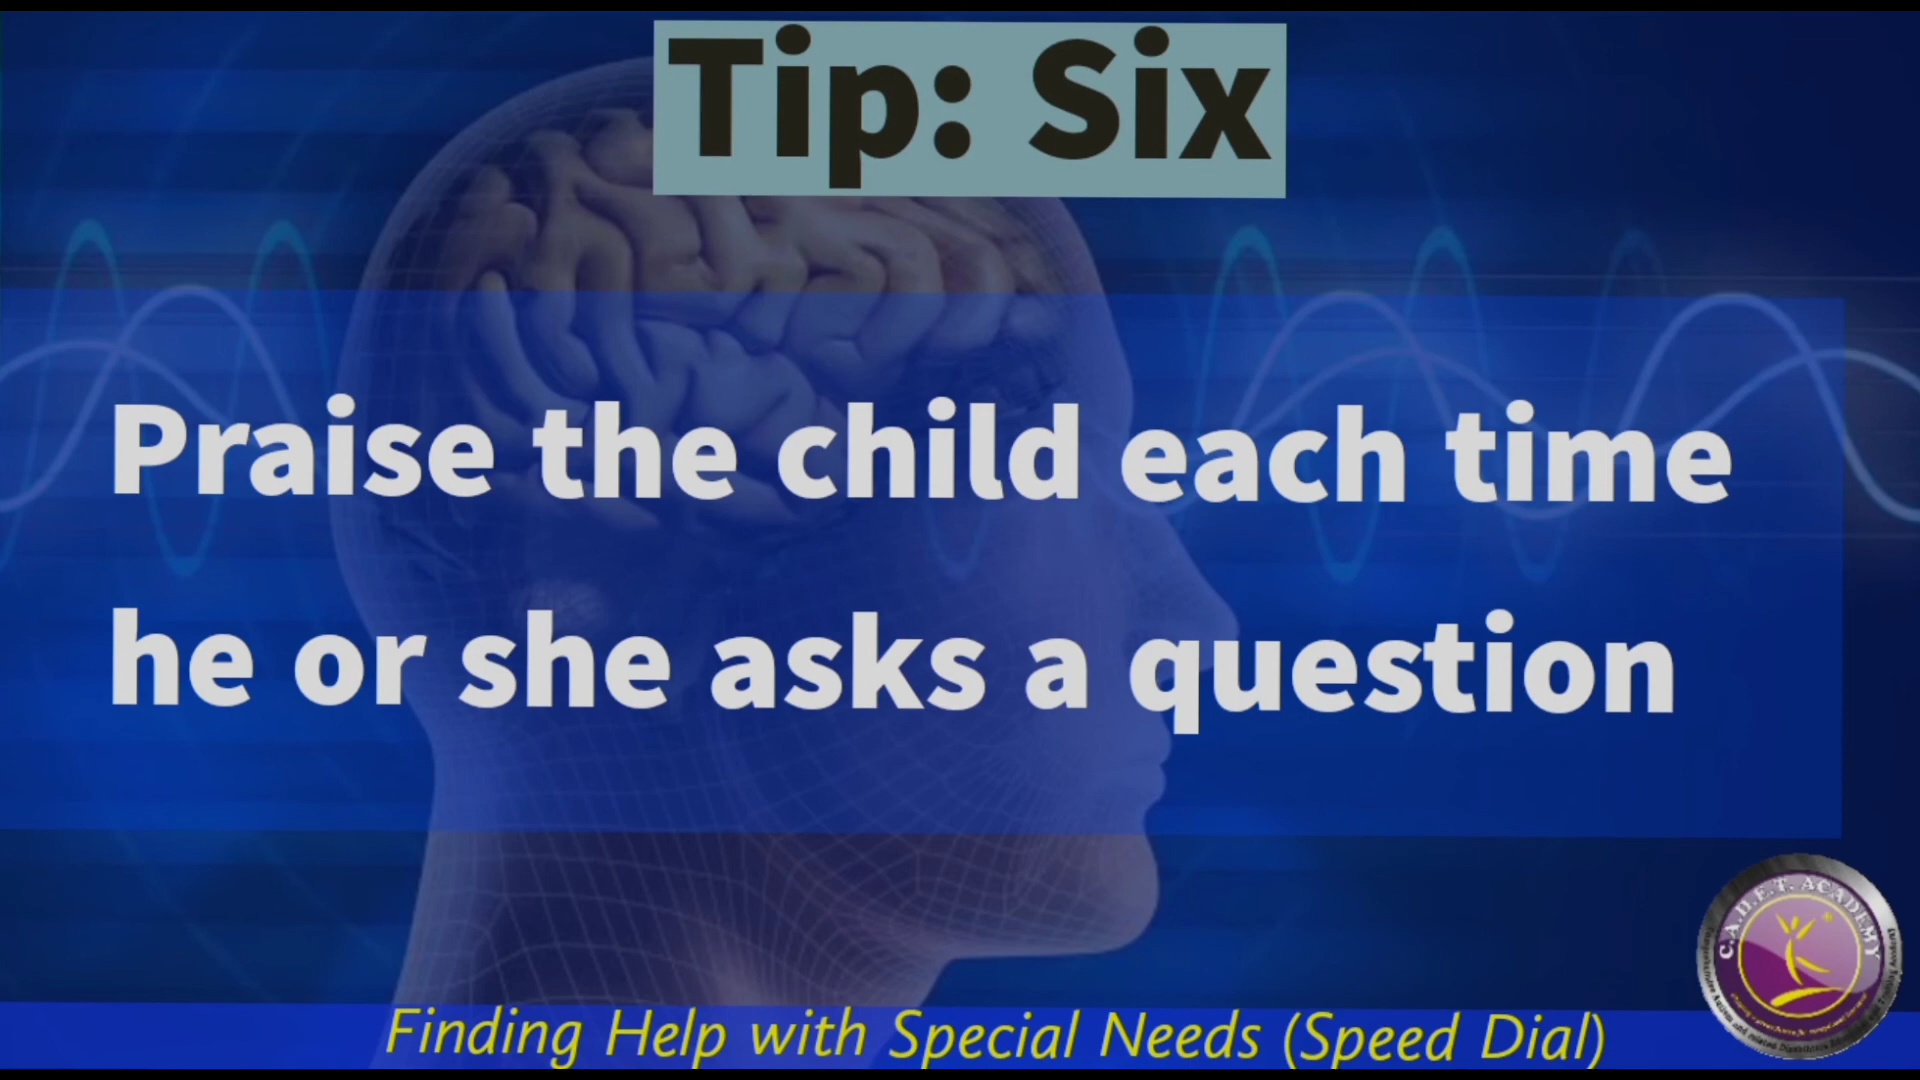 Tip: Six
Praise the child each time
he or she asks a question
C.A.D.E.T. ACADEMY
Finding Help with Special Needs (Speed Dial)